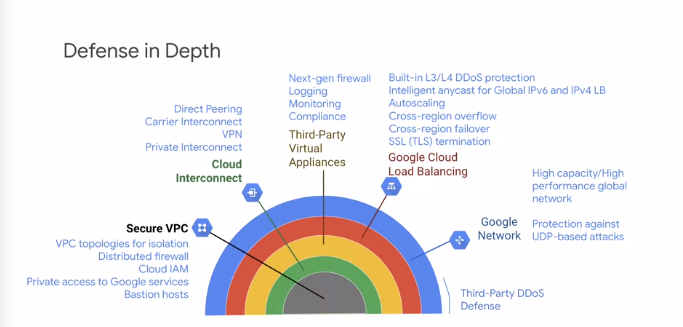 Defense in Depth
Direct Peering
Carrier Interconnect
VPN
Private Interconnect
Cloud
Interconnect
Next-gen firewall
Logging
Monitoring
Compliance
Third-Party
Virtual
Appliances
Built-in L3/L4 DDoS protection
Intelligent anycast for Global IPv6 and IPv4 LB
Autoscaling
Cross-region overflow
Cross-region failover
SSL (TLS) termination
Google Cloud
Load Balancing
High capacity/High
performance global
network
Google
Network
Protection against
UDP-based attacks
Secure VPC
VPC topologies for isolation
Distributed firewall
Cloud IAM
Private access to Google services
Bastion hosts
Third-Party DDoS
Defense